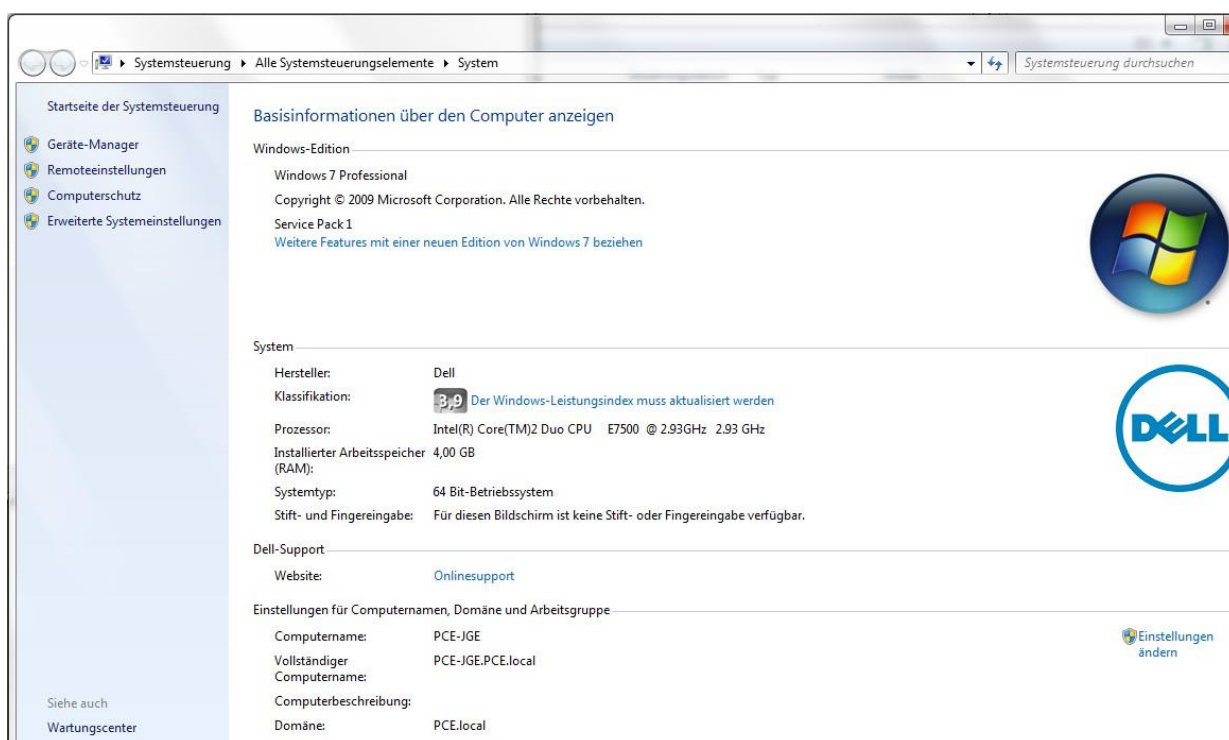 Systemsteuerung ▸ Alle Systemsteuerungselemente ▸ System
Systemsteuerung durchsuchen
Startseite der Systemsteuerung
Geräte-Manager
Remoteeinstellungen
Computerschutz
Erweiterte Systemeinstellungen
Siehe auch
Wartungscenter
Basisinformationen über den Computer anzeigen
Windows-Edition
Windows 7 Professional
Copyright © 2009 Microsoft Corporation. Alle Rechte vorbehalten.
Service Pack 1
Weitere Features mit einer neuen Edition von Windows 7 beziehen
System
Hersteller: Dell
Klassifikation: 3,9 Der Windows-Leistungsindex muss aktualisiert werden
Prozessor: Intel(R) Core(TM)2 Duo CPU E7500 @ 2.93GHz 2.93 GHz
Installierter Arbeitsspeicher 4,00 GB
(RAM):
Systemtyp: 64 Bit-Betriebssystem
Stift- und Fingereingabe: Für diesen Bildschirm ist keine Stift- oder Fingereingabe verfügbar.
DELL
Dell-Support
Website: Onlinesupport
Einstellungen für Computernamen, Domäne und Arbeitsgruppe
Computername: PCE-JGE
Vollständiger PCE-JGE.PCE.local
Computername:
Computerbeschreibung:
Domäne: PCE.local
Einstellungen
ändern